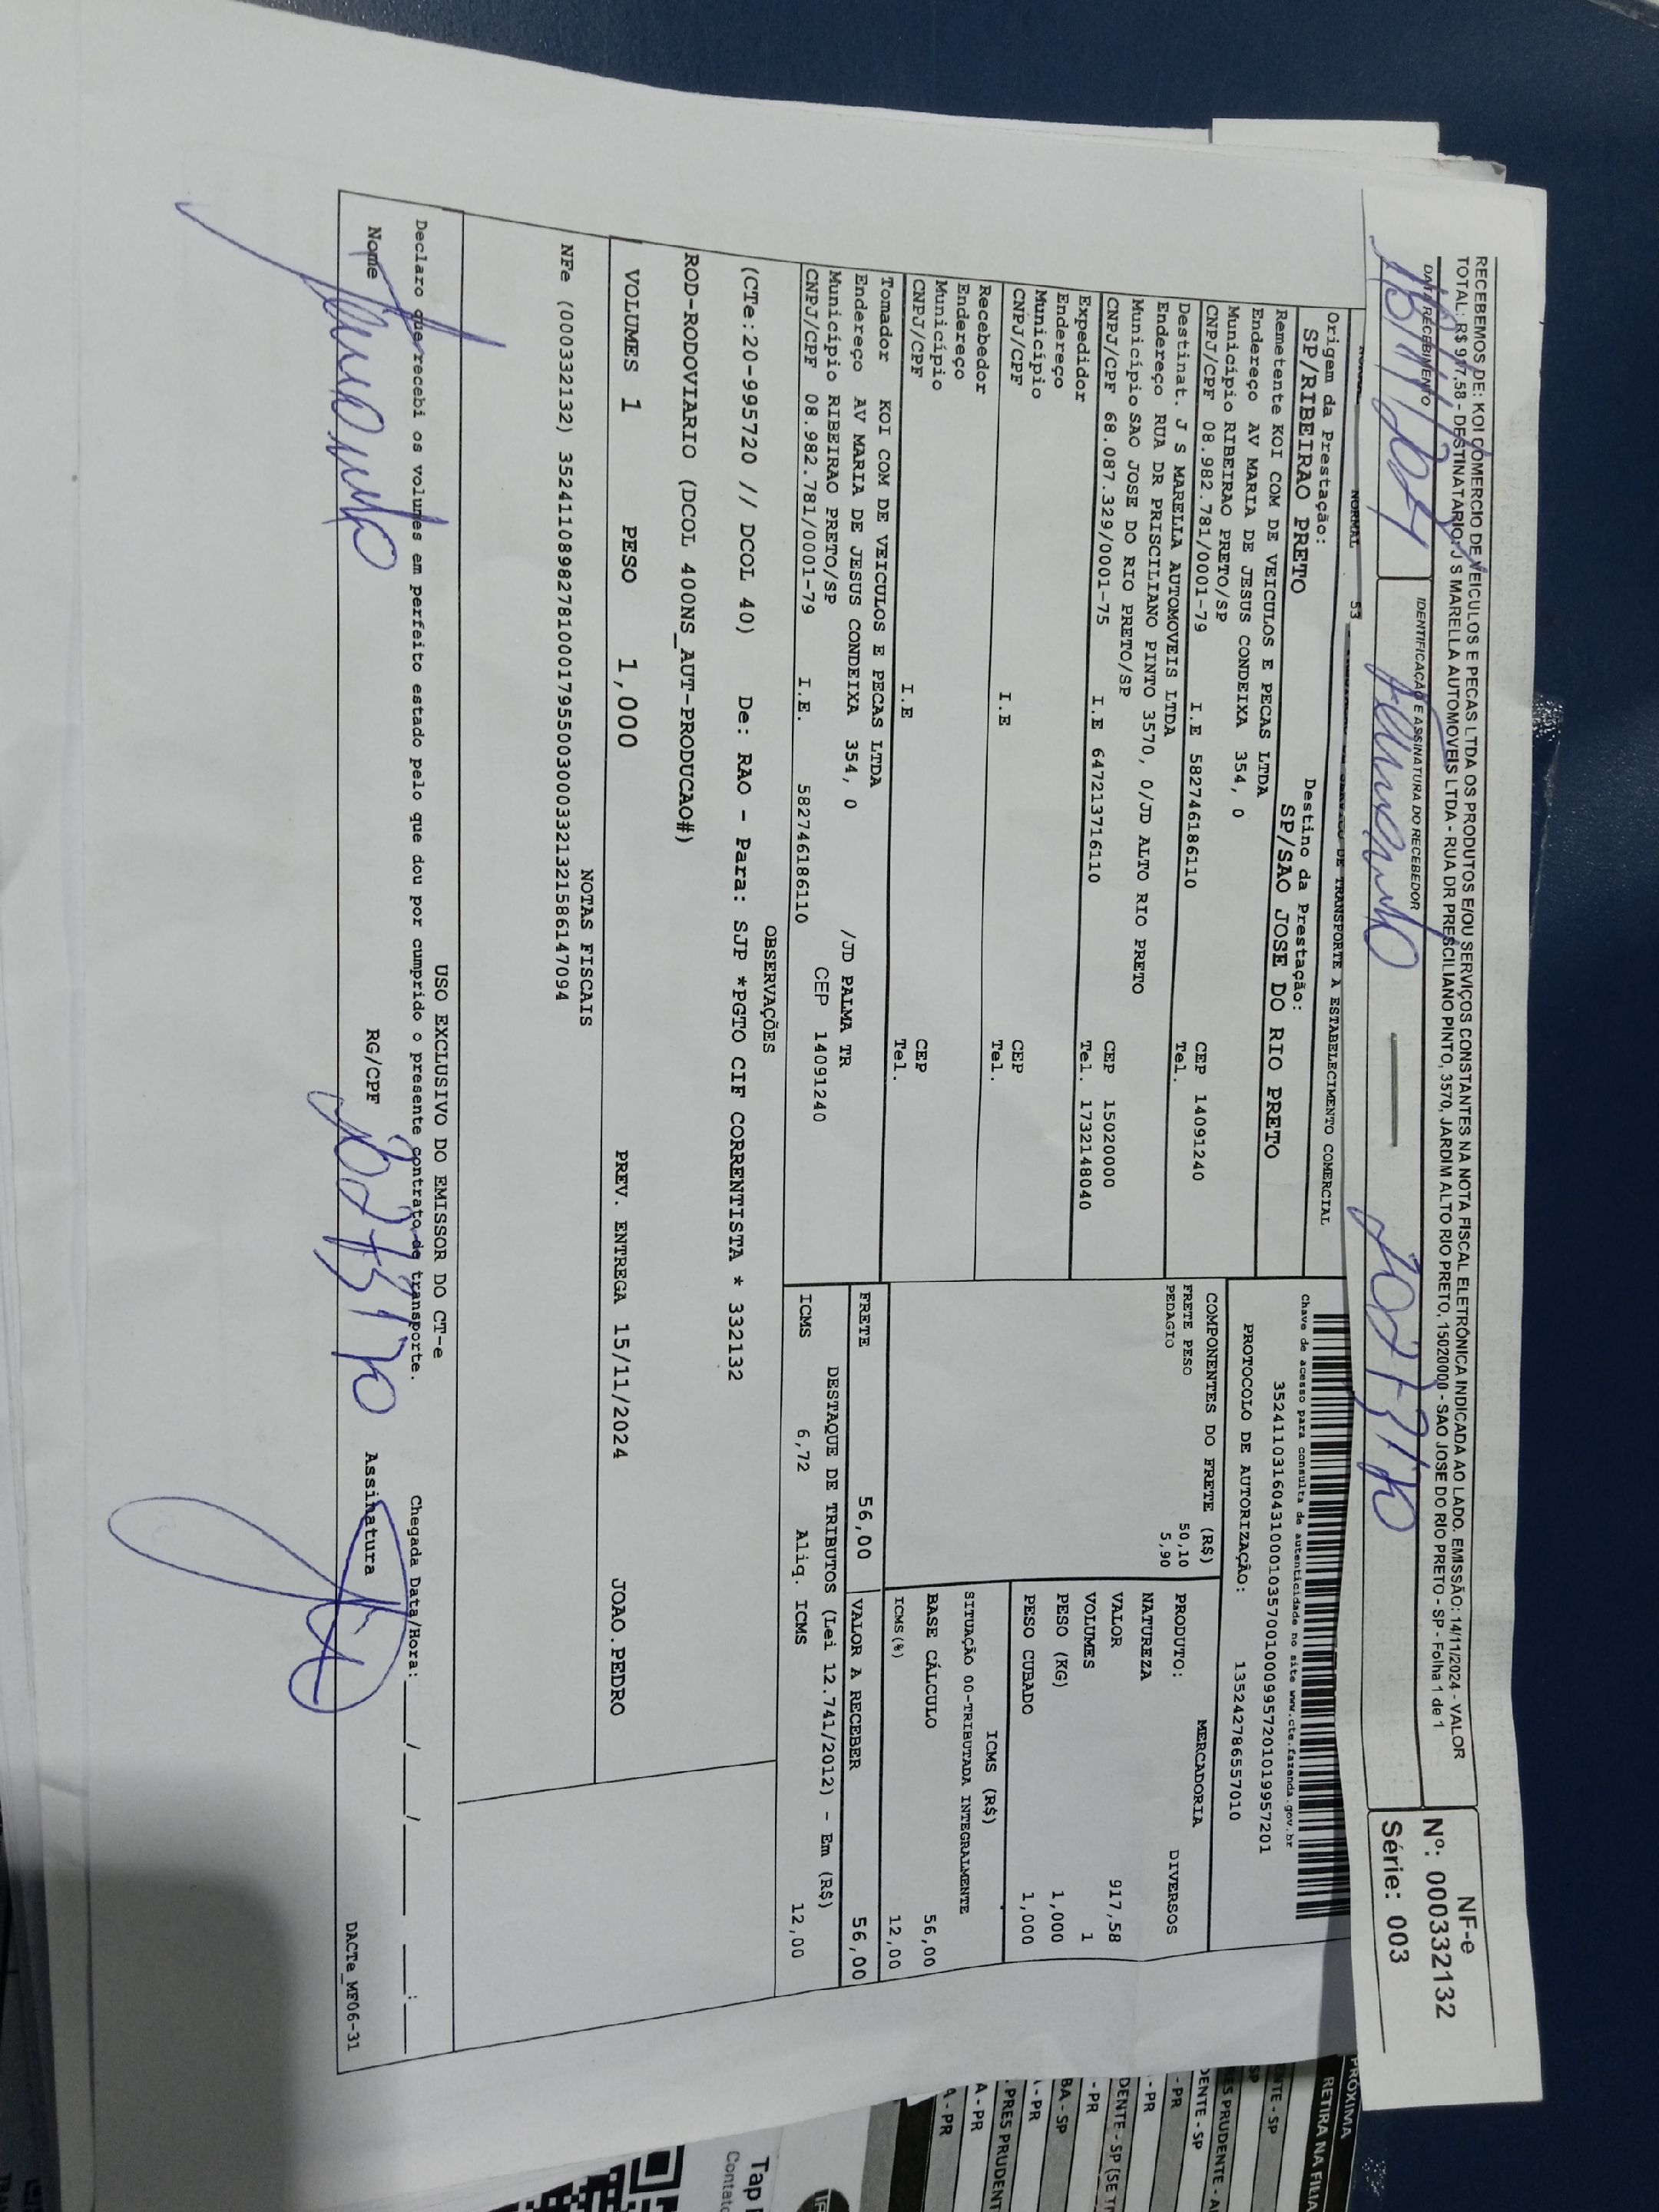 RECEBEMOS DE: KOI COMERCIO DE VEICULOS E PECAS LTDA OS PRODUTOS E/OU SERVIÇOS CONSTANTES NA NOTA FISCAL ELETRÔNICA INDICADA AO LADO. EMISSÃO: 14/11/2024 - VALOR
TOTAL: R$ 917,58 - DESTINATÁRIO: J S MARELLA AUTOMOVEIS LTDA - RUA DR PRESCILIANO PINTO, 3570, JARDIM ALTO RIO PRETO, 15020000 - SAO JOSE DO RIO PRETO - SP - Folha 1 de 1
NF-e
Nº: 000332132
Série: 003
DATA RECEBIMENTO
IDENTIFICAÇÃO E ASSINATURA DO RECEBEDOR
NORMAL 53
DE TRANSPORTE A ESTABELECIMENTO COMERCIAL
Origem da Prestação:
SP/RIBEIRAO PRETO
Destino da Prestação:
SP/SAO JOSE DO RIO PRETO
Chave de acesso para consulta de autenticidade no site www.cte.fazenda.gov.br
35241103160431000103570010009957201019957201
PROTOCOLO DE AUTORIZAÇÃO: 135242786557010
Remetente KOI COM DE VEICULOS E PECAS LTDA
Endereço AV MARIA DE JESUS CONDEIXA 354, 0
Município RIBEIRAO PRETO/SP CEP 14091240
CNPJ/CPF 08.982.781/0001-79 I.E 582746186110 Tel.
Destinat. J S MARELLA AUTOMOVEIS LTDA
Endereço RUA DR PRISCILIANO PINTO 3570, 0/JD ALTO RIO PRETO
Município SAO JOSE DO RIO PRETO/SP CEP 15020000
CNPJ/CPF 68.087.329/0001-75 I.E 647213716110 Tel. 1732148040
Expedidor
Endereço
Município CEP
CNPJ/CPF I.E Tel.
Recebedor
Endereço
Município CEP
CNPJ/CPF I.E Tel.
Tomador KOI COM DE VEICULOS E PECAS LTDA
Endereço AV MARIA DE JESUS CONDEIXA 354, 0 /JD PALMA TR
Município RIBEIRAO PRETO/SP CEP 14091240
CNPJ/CPF 08.982.781/0001-79 I.E. 582746186110
COMPONENTES DO FRETE (R$)
FRETE PESO 50,10
PEDAGIO 5,90
MERCADORIA
PRODUTO: DIVERSOS
NATUREZA
VALOR 917,58
VOLUMES 1
PESO (KG) 1,000
PESO CUBADO 1,000
ICMS (R$)
SITUAÇÃO 00-TRIBUTADA INTEGRALMENTE
BASE CÁLCULO 56,00
ICMS(%) 12,00
FRETE 56,00 VALOR A RECEBER 56,00
DESTAQUE DE TRIBUTOS (Lei 12.741/2012) - Em (R$)
ICMS 6,72 Aliq. ICMS 12,00
OBSERVAÇÕES
(CTe:20-995720 // DCOL 40) De: RAO - Para: SJP *PGTO CIF CORRENTISTA * 332132
ROD-RODOVIARIO (DCOL 400NS_AUT-PRODUCAO#)
VOLUMES 1 PESO 1,000 PREV. ENTREGA 15/11/2024 JOAO.PEDRO
NOTAS FISCAIS
NFe (000332132) 35241108982781000179550030003321321586147094
USO EXCLUSIVO DO EMISSOR DO CT-e
Declaro que recebi os volumes em perfeito estado pelo que dou por cumprido o presente contrato de transporte. Chegada Data/Hora: ___/___/___ ___:___
Nome RG/CPF Assinatura
DACTe_MF06-31
PRÓXIMA
RETIRA NA FILIA
Tap
Contato